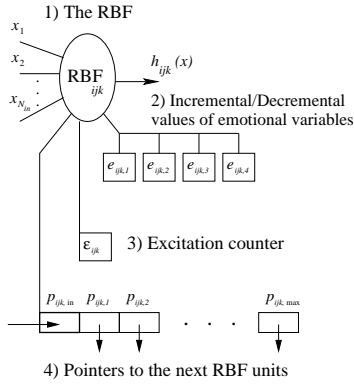 1) The RBF
x1
x2
xNin
RBFijk
hijk(x)
2) Incremental/Decremental
values of emotional variables
eijk,1 eijk,2 eijk,3 eijk,4
εijk
3) Excitation counter
pijk,in pijk,1 pijk,2 . . . pijk,max
4) Pointers to the next RBF units